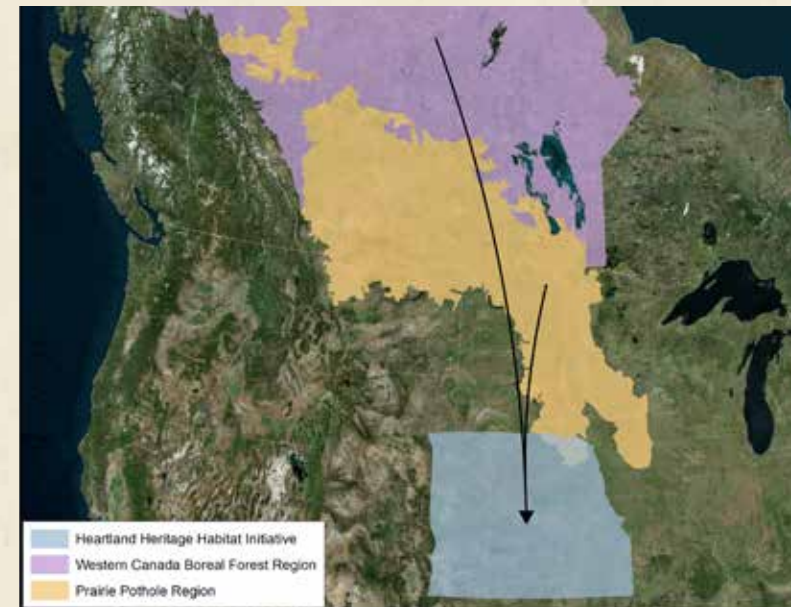 Heartland Heritage Habitat Initiative
Western Canada Boreal Forest Region
Prairie Pothole Region